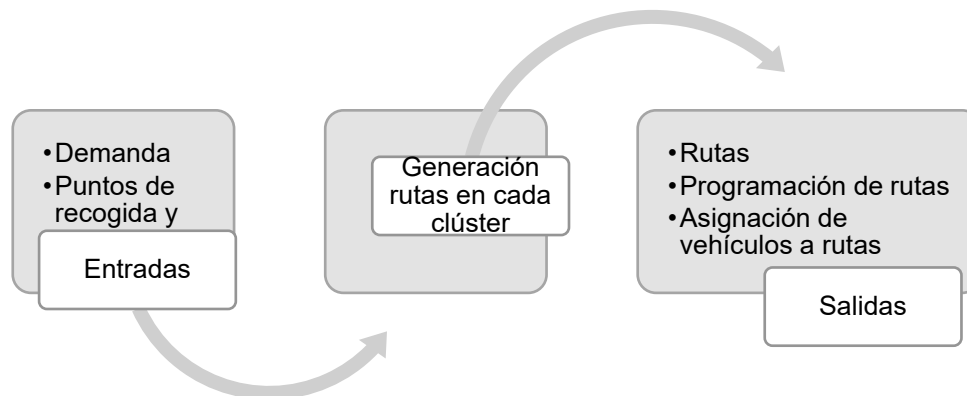 •Demanda
•Puntos de
recogida y
Entradas
Generación
rutas en cada
clúster
•Rutas
•Programación de rutas
•Asignación de
vehículos a rutas
Salidas